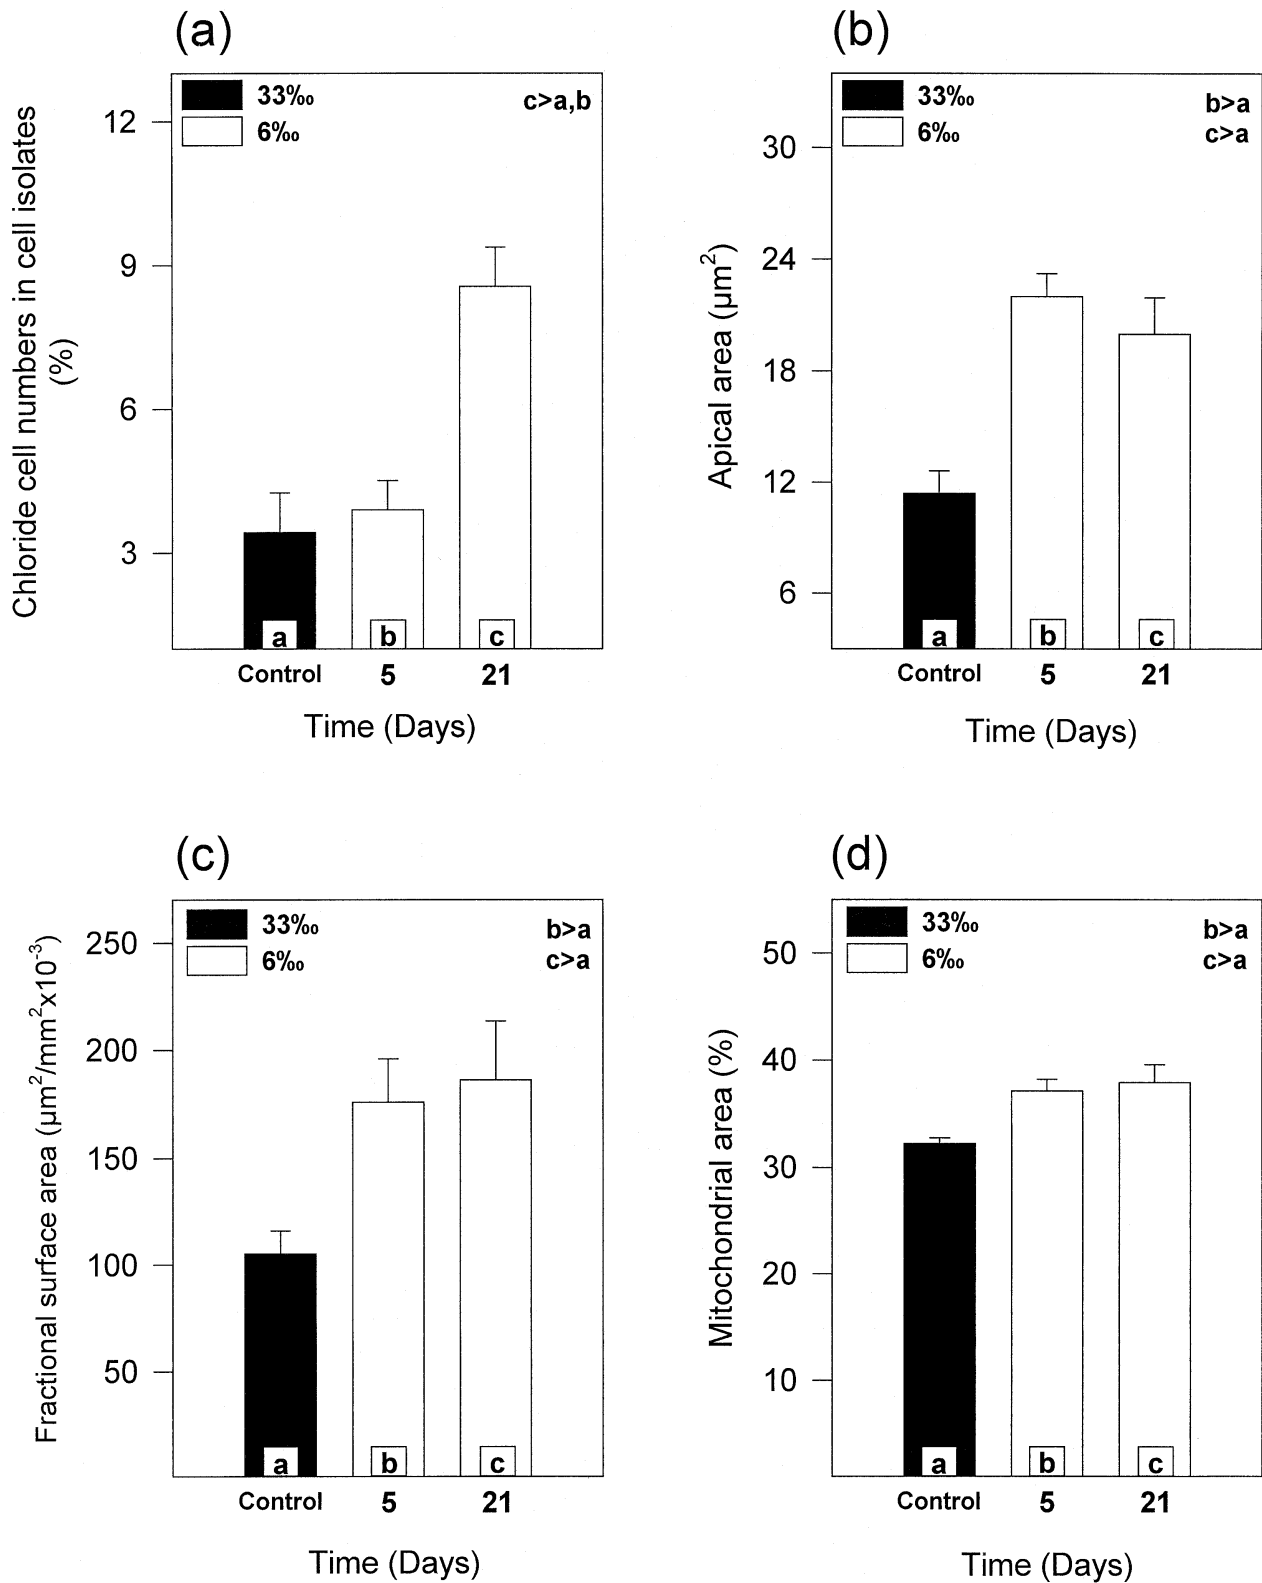 (a)
33‰
6‰
c>a,b
12
9
6
3
Chloride cell numbers in cell isolates
(%)
a
b
c
Control
5
21
Time (Days)
(b)
33‰
6‰
b>a
c>a
30
24
18
12
6
Apical area (µm²)
a
b
c
Control
5
21
Time (Days)
(c)
33‰
6‰
b>a
c>a
250
200
150
100
50
Fractional surface area (µm²/mm²x10⁻³)
a
b
c
Control
5
21
Time (Days)
(d)
33‰
6‰
b>a
c>a
50
40
30
20
10
Mitochondrial area (%)
a
b
c
Control
5
21
Time (Days)